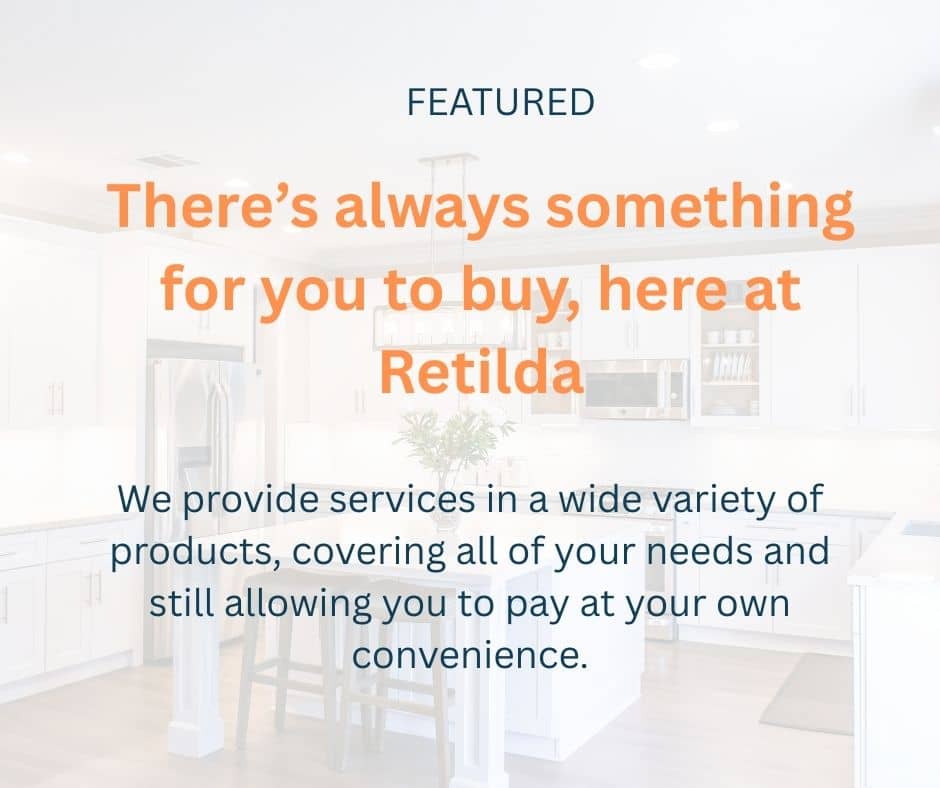 FEATURED
There’s always something
for you to buy, here at
Retilda
We provide services in a wide variety of
products, covering all of your needs and
still allowing you to pay at your own
convenience.